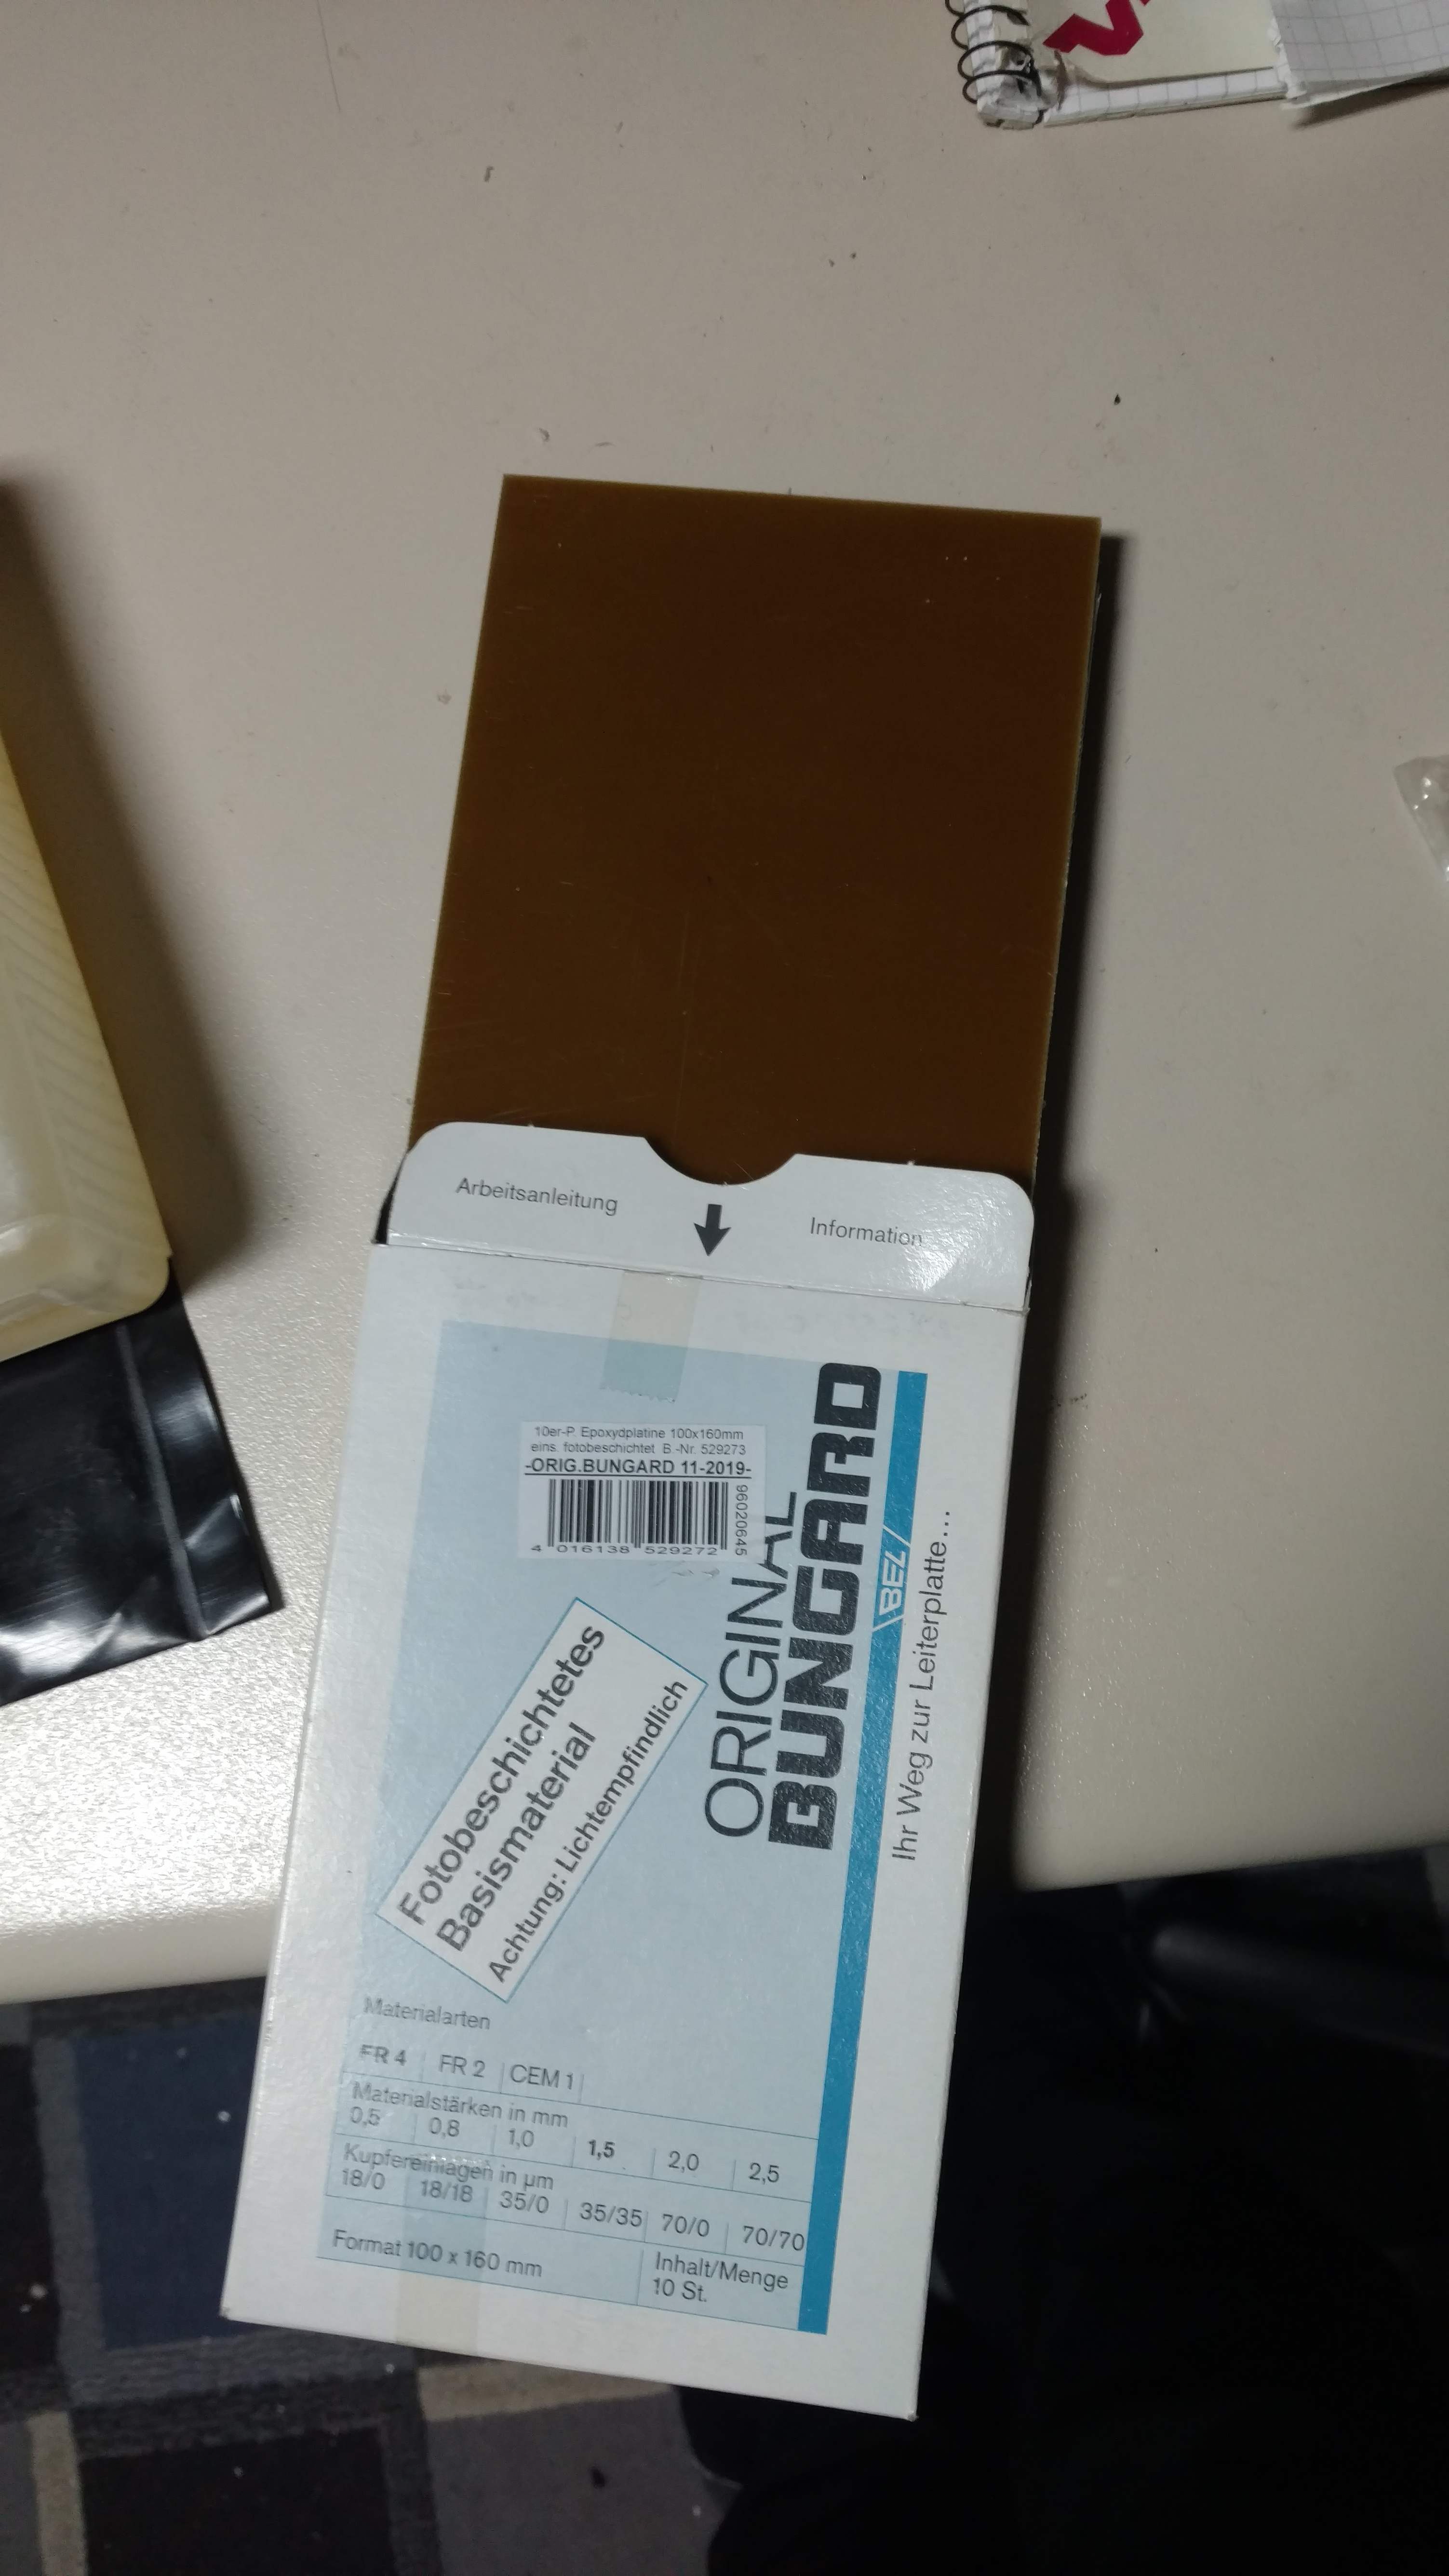 Arbeitsanleitung
Information
10er-P. Epoxydplatine 100x160mm
eins. fotobeschichtet B.-Nr. 529273
-ORIG.BUNGARD 11-2019-
96020645
4 016138 529272
ORIGINAL
BUNGARD
BEL
Ihr Weg zur Leiterplatte...
Fotobeschichtetes
Basismaterial
Achtung: Lichtempfindlich
Materialarten
FR 4 FR 2 CEM 1
Materialstärken in mm
0,5 0,8 1,0 1,5 2,0 2,5
Kupfereinlagen in µm
18/0 18/18 35/0 35/35 70/0 70/70
Format 100 x 160 mm
Inhalt/Menge
10 St.